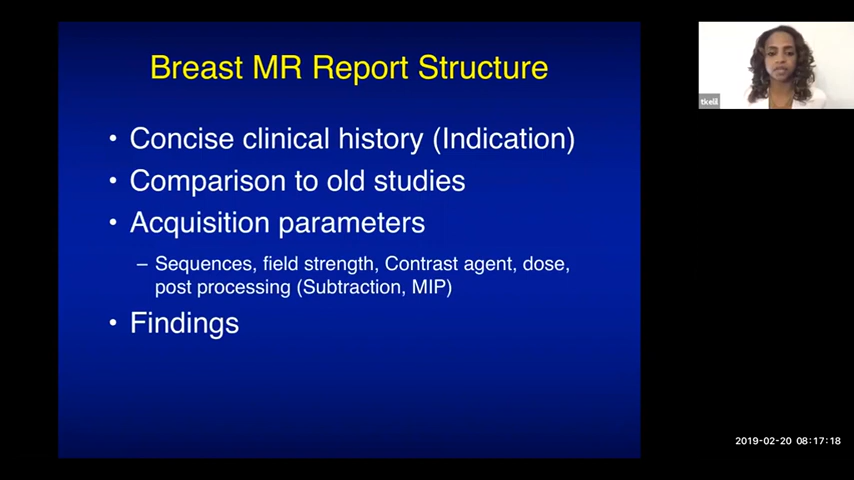 Breast MR Report Structure
• Concise clinical history (Indication)
• Comparison to old studies
• Acquisition parameters
– Sequences, field strength, Contrast agent, dose,
post processing (Subtraction, MIP)
• Findings
tkelil
2019-02-20 08:17:18